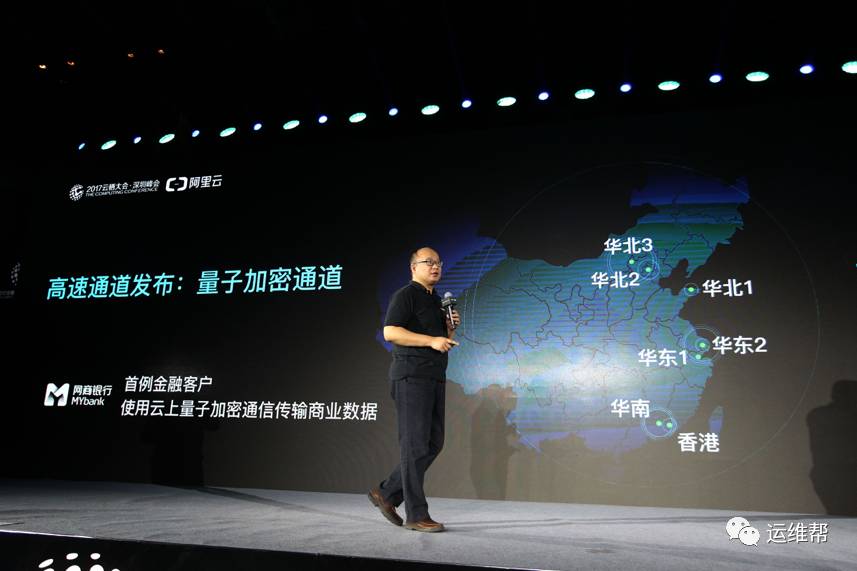 2017云栖大会·深圳峰会
THE COMPUTING CONFERENCE
阿里云
高速通道发布：量子加密通道
网商银行
MYbank
首例金融客户
使用云上量子加密通信传输商业数据
华北3
华北2
华北1
华东2
华东1
华南
香港
运维帮